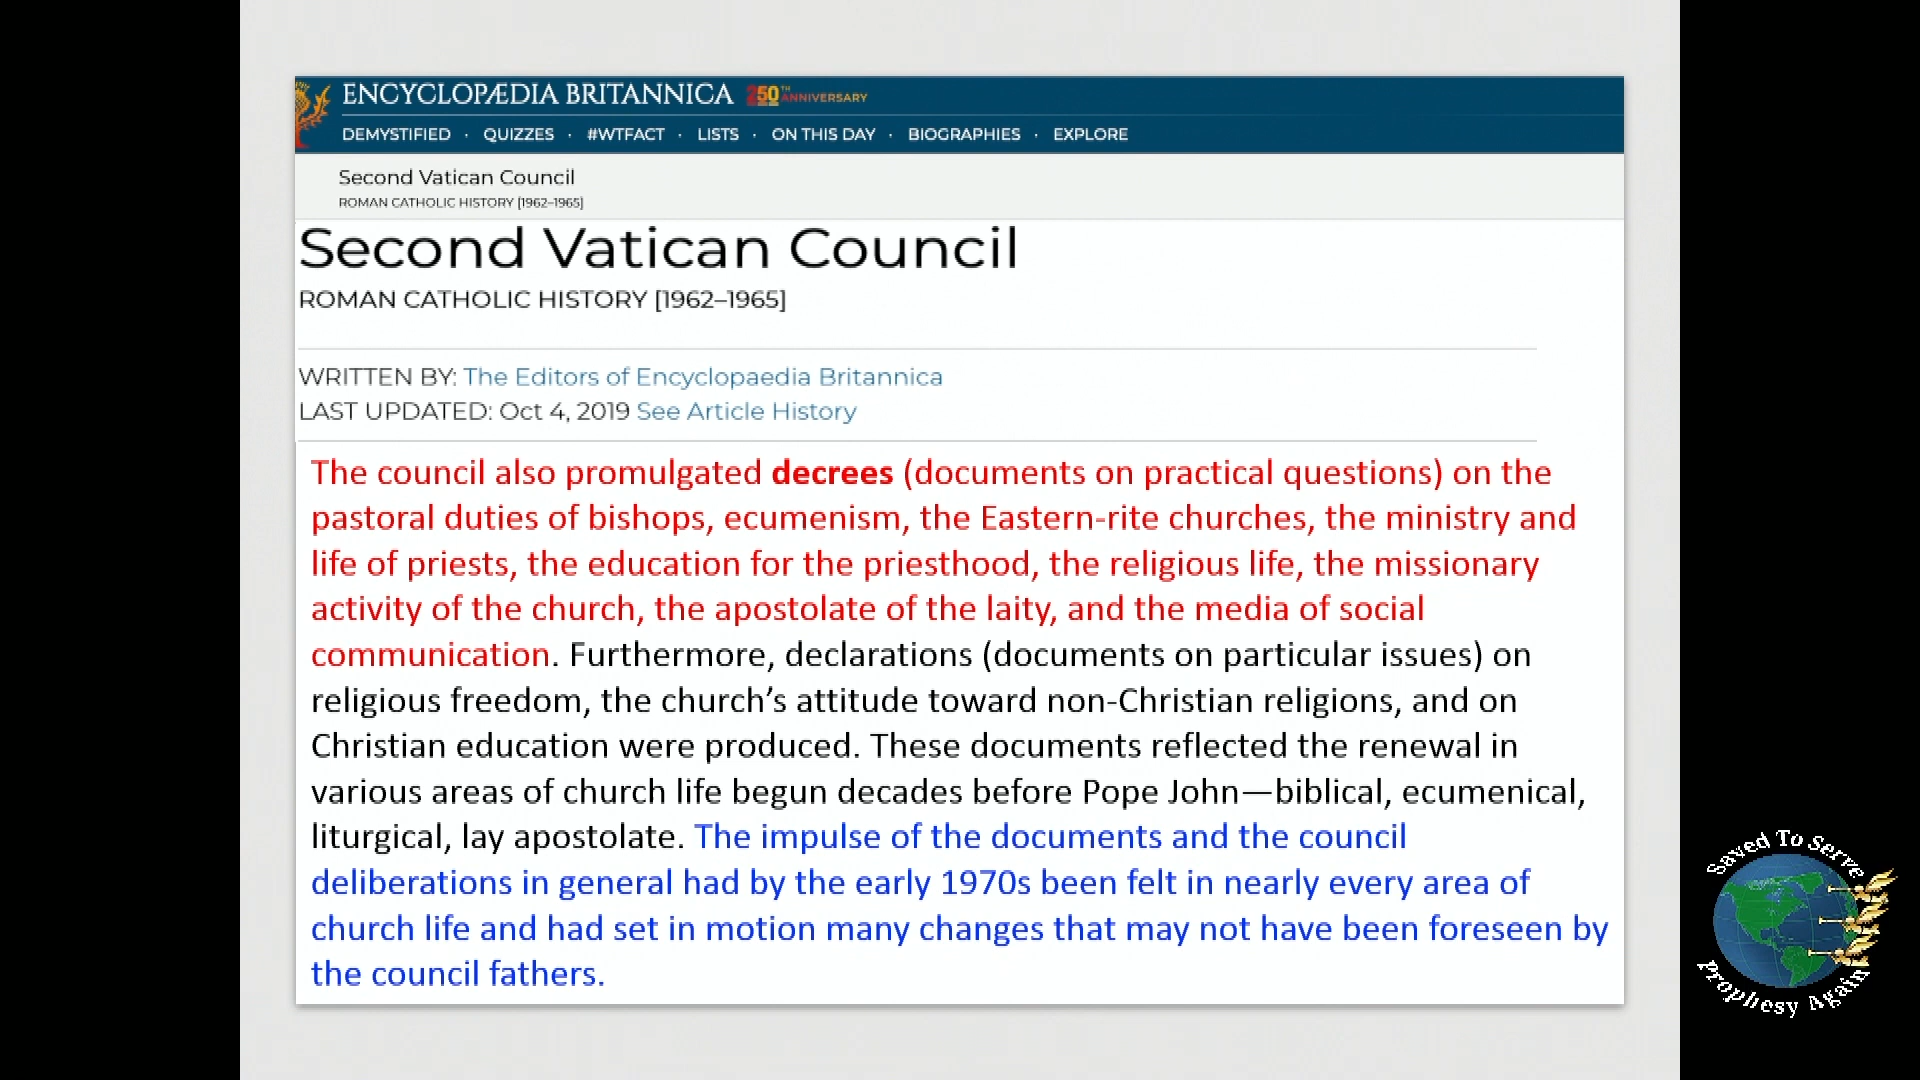 ENCYCLOPÆDIA BRITANNICA 250TH ANNIVERSARY
DEMYSTIFIED · QUIZZES · #WTFACT · LISTS · ON THIS DAY · BIOGRAPHIES · EXPLORE
Second Vatican Council
ROMAN CATHOLIC HISTORY [1962–1965]
Second Vatican Council
ROMAN CATHOLIC HISTORY [1962–1965]
WRITTEN BY: The Editors of Encyclopaedia Britannica
LAST UPDATED: Oct 4, 2019 See Article History
The council also promulgated decrees (documents on practical questions) on the
pastoral duties of bishops, ecumenism, the Eastern-rite churches, the ministry and
life of priests, the education for the priesthood, the religious life, the missionary
activity of the church, the apostolate of the laity, and the media of social
communication. Furthermore, declarations (documents on particular issues) on
religious freedom, the church’s attitude toward non-Christian religions, and on
Christian education were produced. These documents reflected the renewal in
various areas of church life begun decades before Pope John—biblical, ecumenical,
liturgical, lay apostolate. The impulse of the documents and the council
deliberations in general had by the early 1970s been felt in nearly every area of
church life and had set in motion many changes that may not have been foreseen by
the council fathers.
Saved To Serve
Prophesy Again